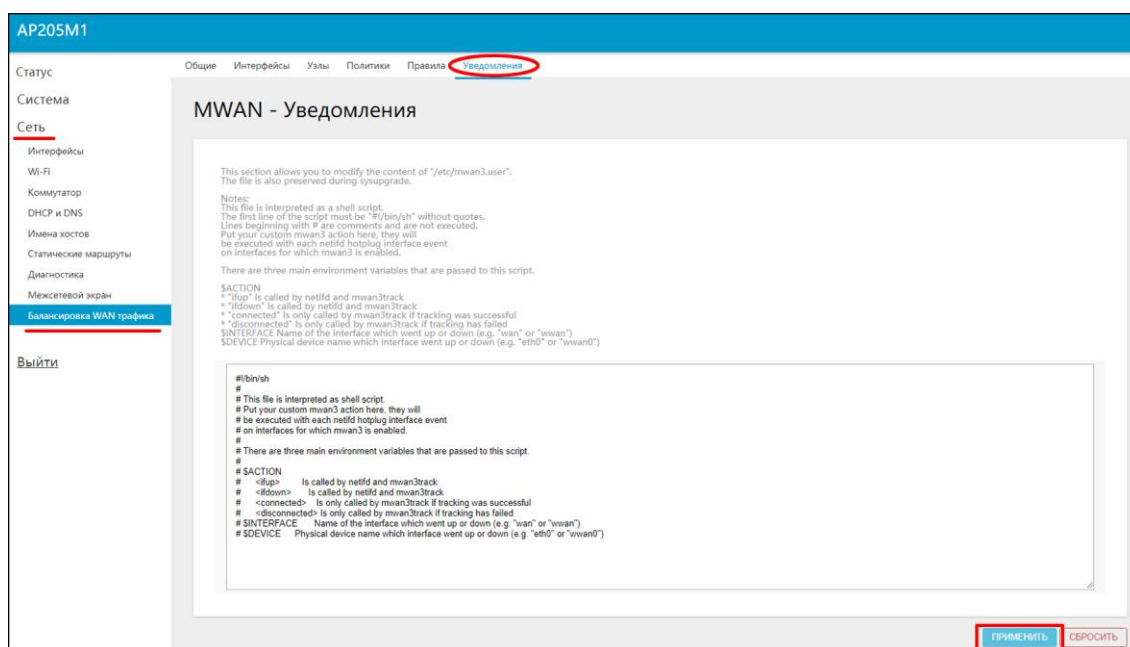 AP205M1
Статус
Система
Сеть
Интерфейсы
Wi-Fi
Коммутатор
DHCP и DNS
Имена хостов
Статические маршруты
Диагностика
Межсетевой экран
Балансировка WAN трафика
Выйти
Общие Интерфейсы Узлы Политики Правила Уведомления
MWAN - Уведомления
This section allows you to modify the content of "/etc/mwan3.user".
The file is also preserved during sysupgrade.
Notes:
This file is interpreted as a shell script.
The first line of the script must be "#!/bin/sh" without quotes.
Lines beginning with # are comments and are not executed.
Put your custom mwan3 action here, they will
be executed with each netifd hotplug interface event
on interfaces for which mwan3 is enabled.
There are three main environment variables that are passed to this script.
$ACTION
* "ifup" Is called by netifd and mwan3track
* "ifdown" Is called by netifd and mwan3track
* "connected" Is only called by mwan3track if tracking was successful
* "disconnected" Is only called by mwan3track if tracking has failed
$INTERFACE Name of the interface which went up or down (e.g. "wan" or "wwan")
$DEVICE Physical device name which interface went up or down (e.g. "eth0" or "wwan0")
#!/bin/sh
#
# This file is interpreted as shell script.
# Put your custom mwan3 action here, they will
# be executed with each netifd hotplug interface event
# on interfaces for which mwan3 is enabled.
#
# There are three main environment variables that are passed to this script.
#
# $ACTION
# <ifup> Is called by netifd and mwan3track
# <ifdown> Is called by netifd and mwan3track
# <connected> Is only called by mwan3track if tracking was successful
# <disconnected> Is only called by mwan3track if tracking has failed
# $INTERFACE Name of the interface which went up or down (e.g. "wan" or "wwan")
# $DEVICE Physical device name which interface went up or down (e.g. "eth0" or "wwan0")
ПРИМЕНИТЬ СБРОСИТЬ